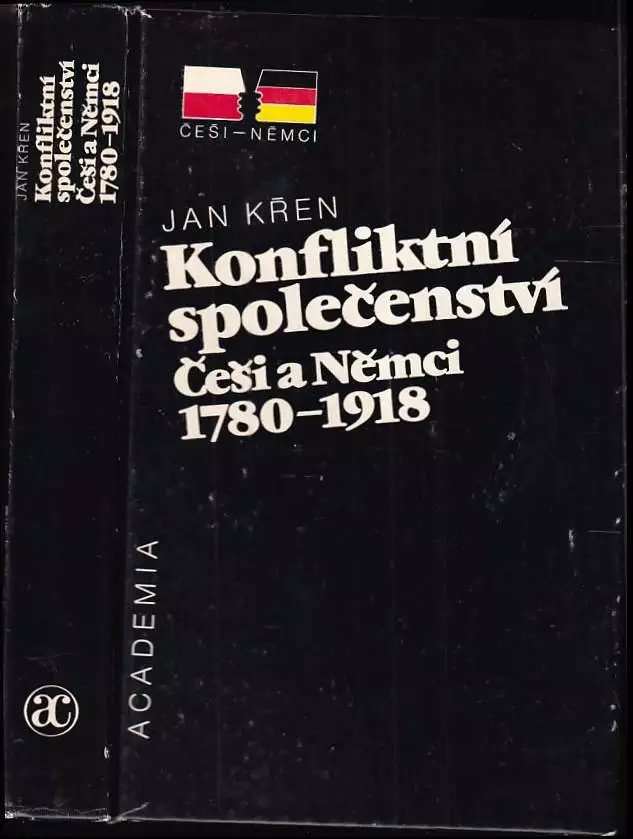 JAN KŘEN
Konfliktní
společenství
Češi a Němci
1780–1918
ac
ČEŠI–NĚMCI
JAN KŘEN
Konfliktní
společenství
Češi a Němci
1780–1918
ACADEMIA